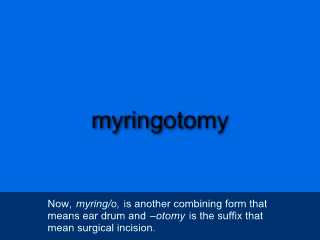 myringotomy
Now, myring/o, is another combining form that
means ear drum and –otomy is the suffix that
mean surgical incision.